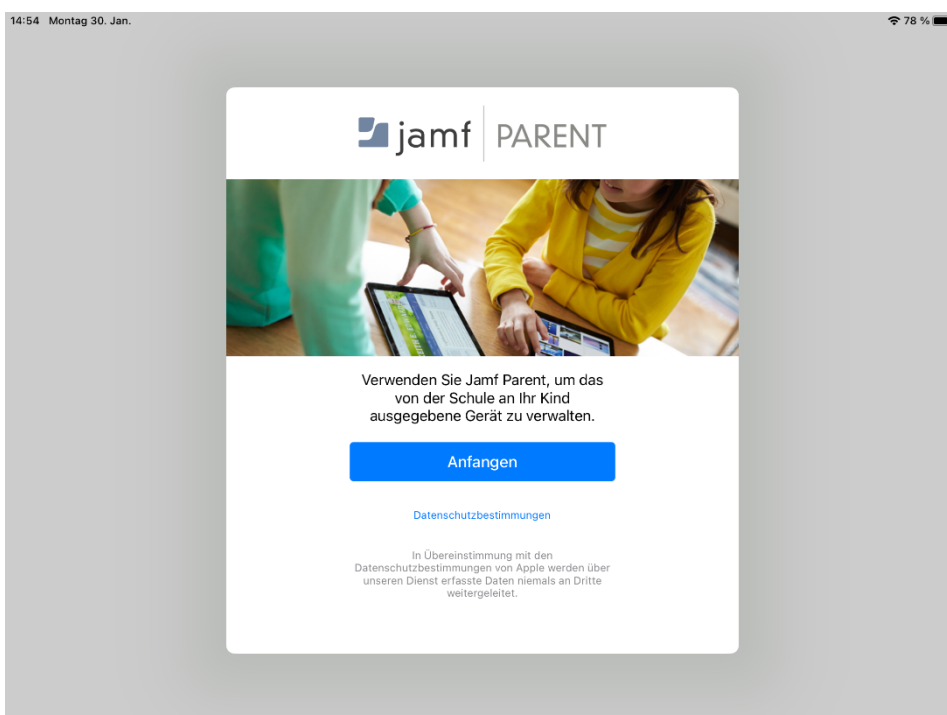 14:54 Montag 30. Jan.
78 %
jamf PARENT
Verwenden Sie Jamf Parent, um das
von der Schule an Ihr Kind
ausgegebene Gerät zu verwalten.
Anfangen
Datenschutzbestimmungen
In Übereinstimmung mit den
Datenschutzbestimmungen von Apple werden über
unseren Dienst erfasste Daten niemals an Dritte
weitergeleitet.